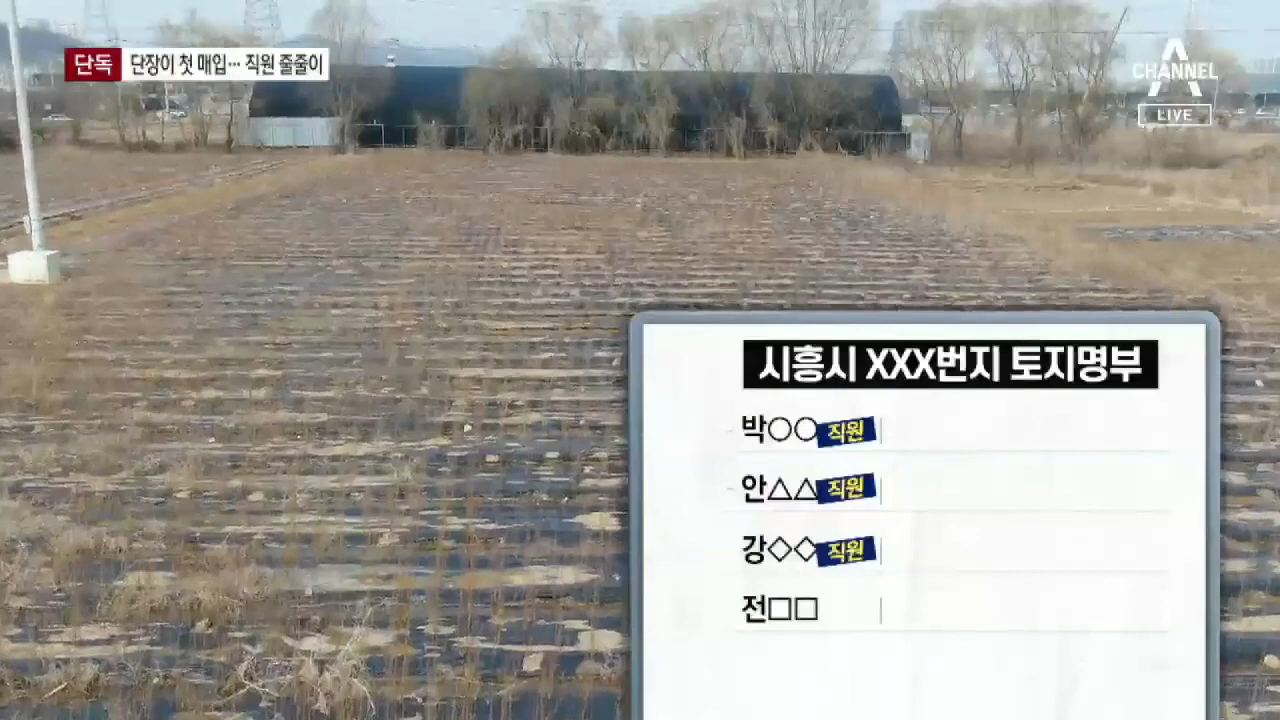 단독 단장이 첫 매입… 직원 줄줄이
CHANNEL A
LIVE
시흥시 XXX번지 토지명부
박○○ 직원
안△△ 직원
강◇◇ 직원
전□□